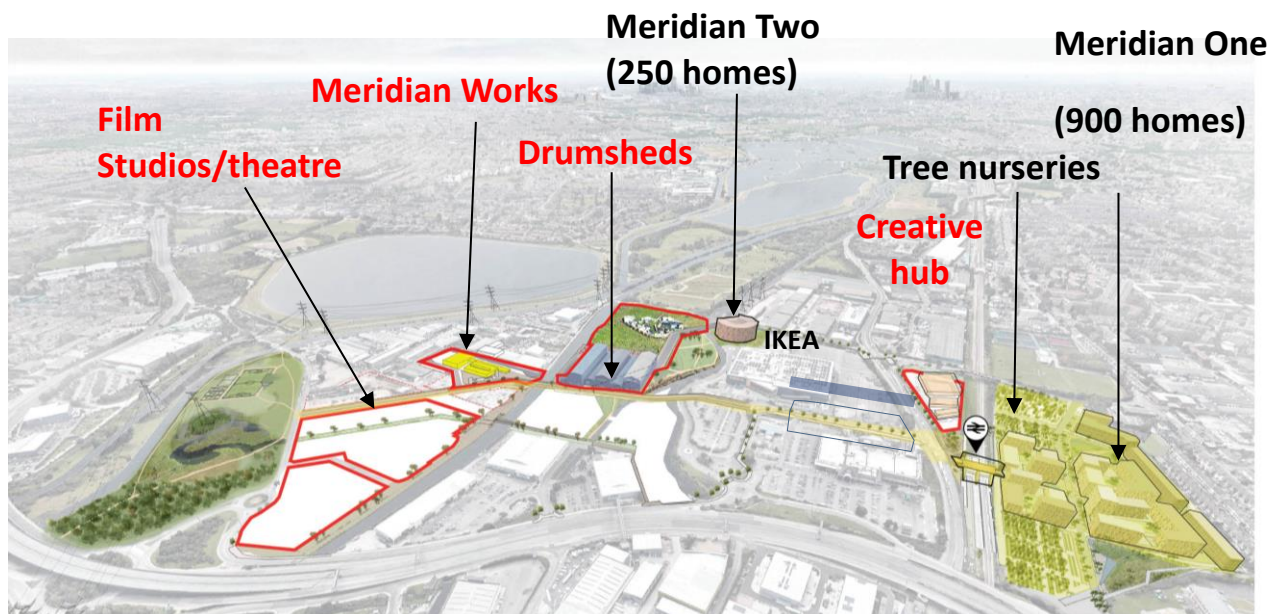 Meridian Two
(250 homes)
Meridian One
(900 homes)
Meridian Works
Film
Studios/theatre
Drumsheds
Tree nurseries
Creative
hub
IKEA